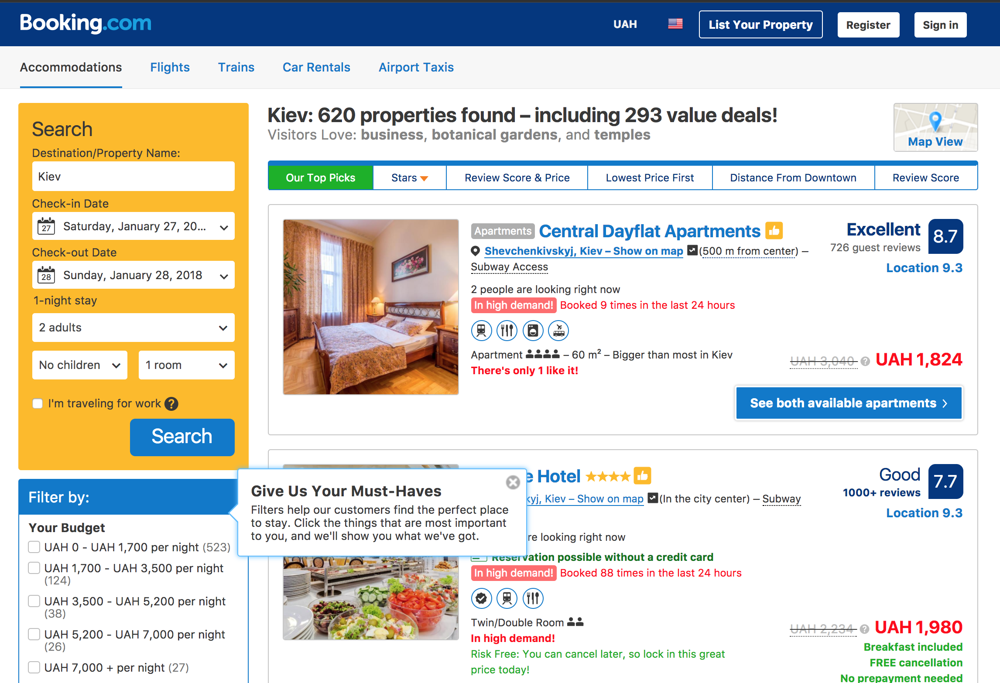 Booking.com
UAH
List Your Property
Register
Sign in
Accommodations
Flights
Trains
Car Rentals
Airport Taxis
Search
Destination/Property Name:
Kiev
Check-in Date
27
Saturday, January 27, 20...
Check-out Date
28
Sunday, January 28, 2018
1-night stay
2 adults
No children
1 room
I'm traveling for work ?
Search
Filter by:
Your Budget
UAH 0 - UAH 1,700 per night (523)
UAH 1,700 - UAH 3,500 per night
(124)
UAH 3,500 - UAH 5,200 per night
(38)
UAH 5,200 - UAH 7,000 per night
(26)
UAH 7,000 + per night (27)
Kiev: 620 properties found – including 293 value deals!
Visitors Love: business, botanical gardens, and temples
Map View
Our Top Picks
Stars
Review Score & Price
Lowest Price First
Distance From Downtown
Review Score
Apartments Central Dayflat Apartments
Shevchenkivskyj, Kiev – Show on map (500 m from center) –
Subway Access
2 people are looking right now
In high demand! Booked 9 times in the last 24 hours
Apartment – 60 m² – Bigger than most in Kiev
There's only 1 like it!
Excellent
8.7
726 guest reviews
Location 9.3
UAH 3,040 ? UAH 1,824
See both available apartments
Give Us Your Must-Haves
Filters help our customers find the perfect place
to stay. Click the things that are most important
to you, and we'll show you what we've got.
e Hotel
kyj, Kiev – Show on map (In the city center) – Subway
re looking right now
Reservation possible without a credit card
In high demand! Booked 88 times in the last 24 hours
Twin/Double Room
In high demand!
Risk Free: You can cancel later, so lock in this great
price today!
Good
7.7
1000+ reviews
Location 9.3
UAH 2,234 ? UAH 1,980
Breakfast included
FREE cancellation
No prepayment needed